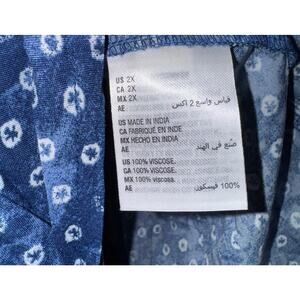 US 2X
CA 2X
MX 2X
AE قياس واسع 2 اكس
US MADE IN INDIA
CA FABRIQUÉ EN INDE
MX HECHO EN INDIA
AE صنع في الهند
US 100% VISCOSE.
CA 100% VISCOSE.
MX 100% viscosa.
AE 100% فيسكوز.